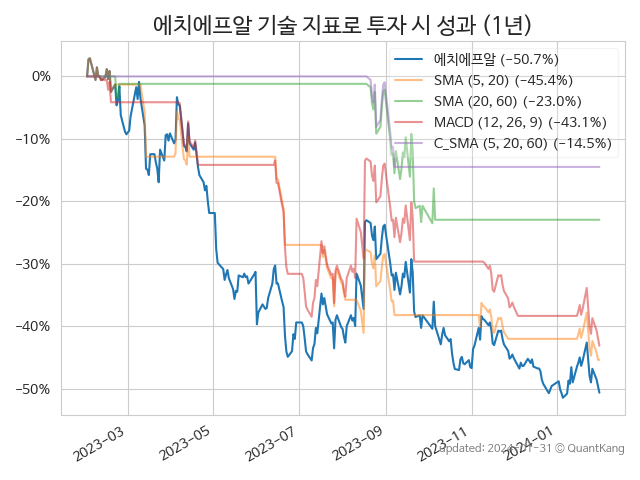 에치에프알 기술 지표로 투자 시 성과 (1년)
에치에프알 (−50.7%)
SMA (5, 20) (−45.4%)
SMA (20, 60) (−23.0%)
MACD (12, 26, 9) (−43.1%)
C_SMA (5, 20, 60) (−14.5%)
0%
−10%
−20%
−30%
−40%
−50%
2023-03
2023-05
2023-07
2023-09
2023-11
2024-01
updated: 2024-01-31 © QuantKang